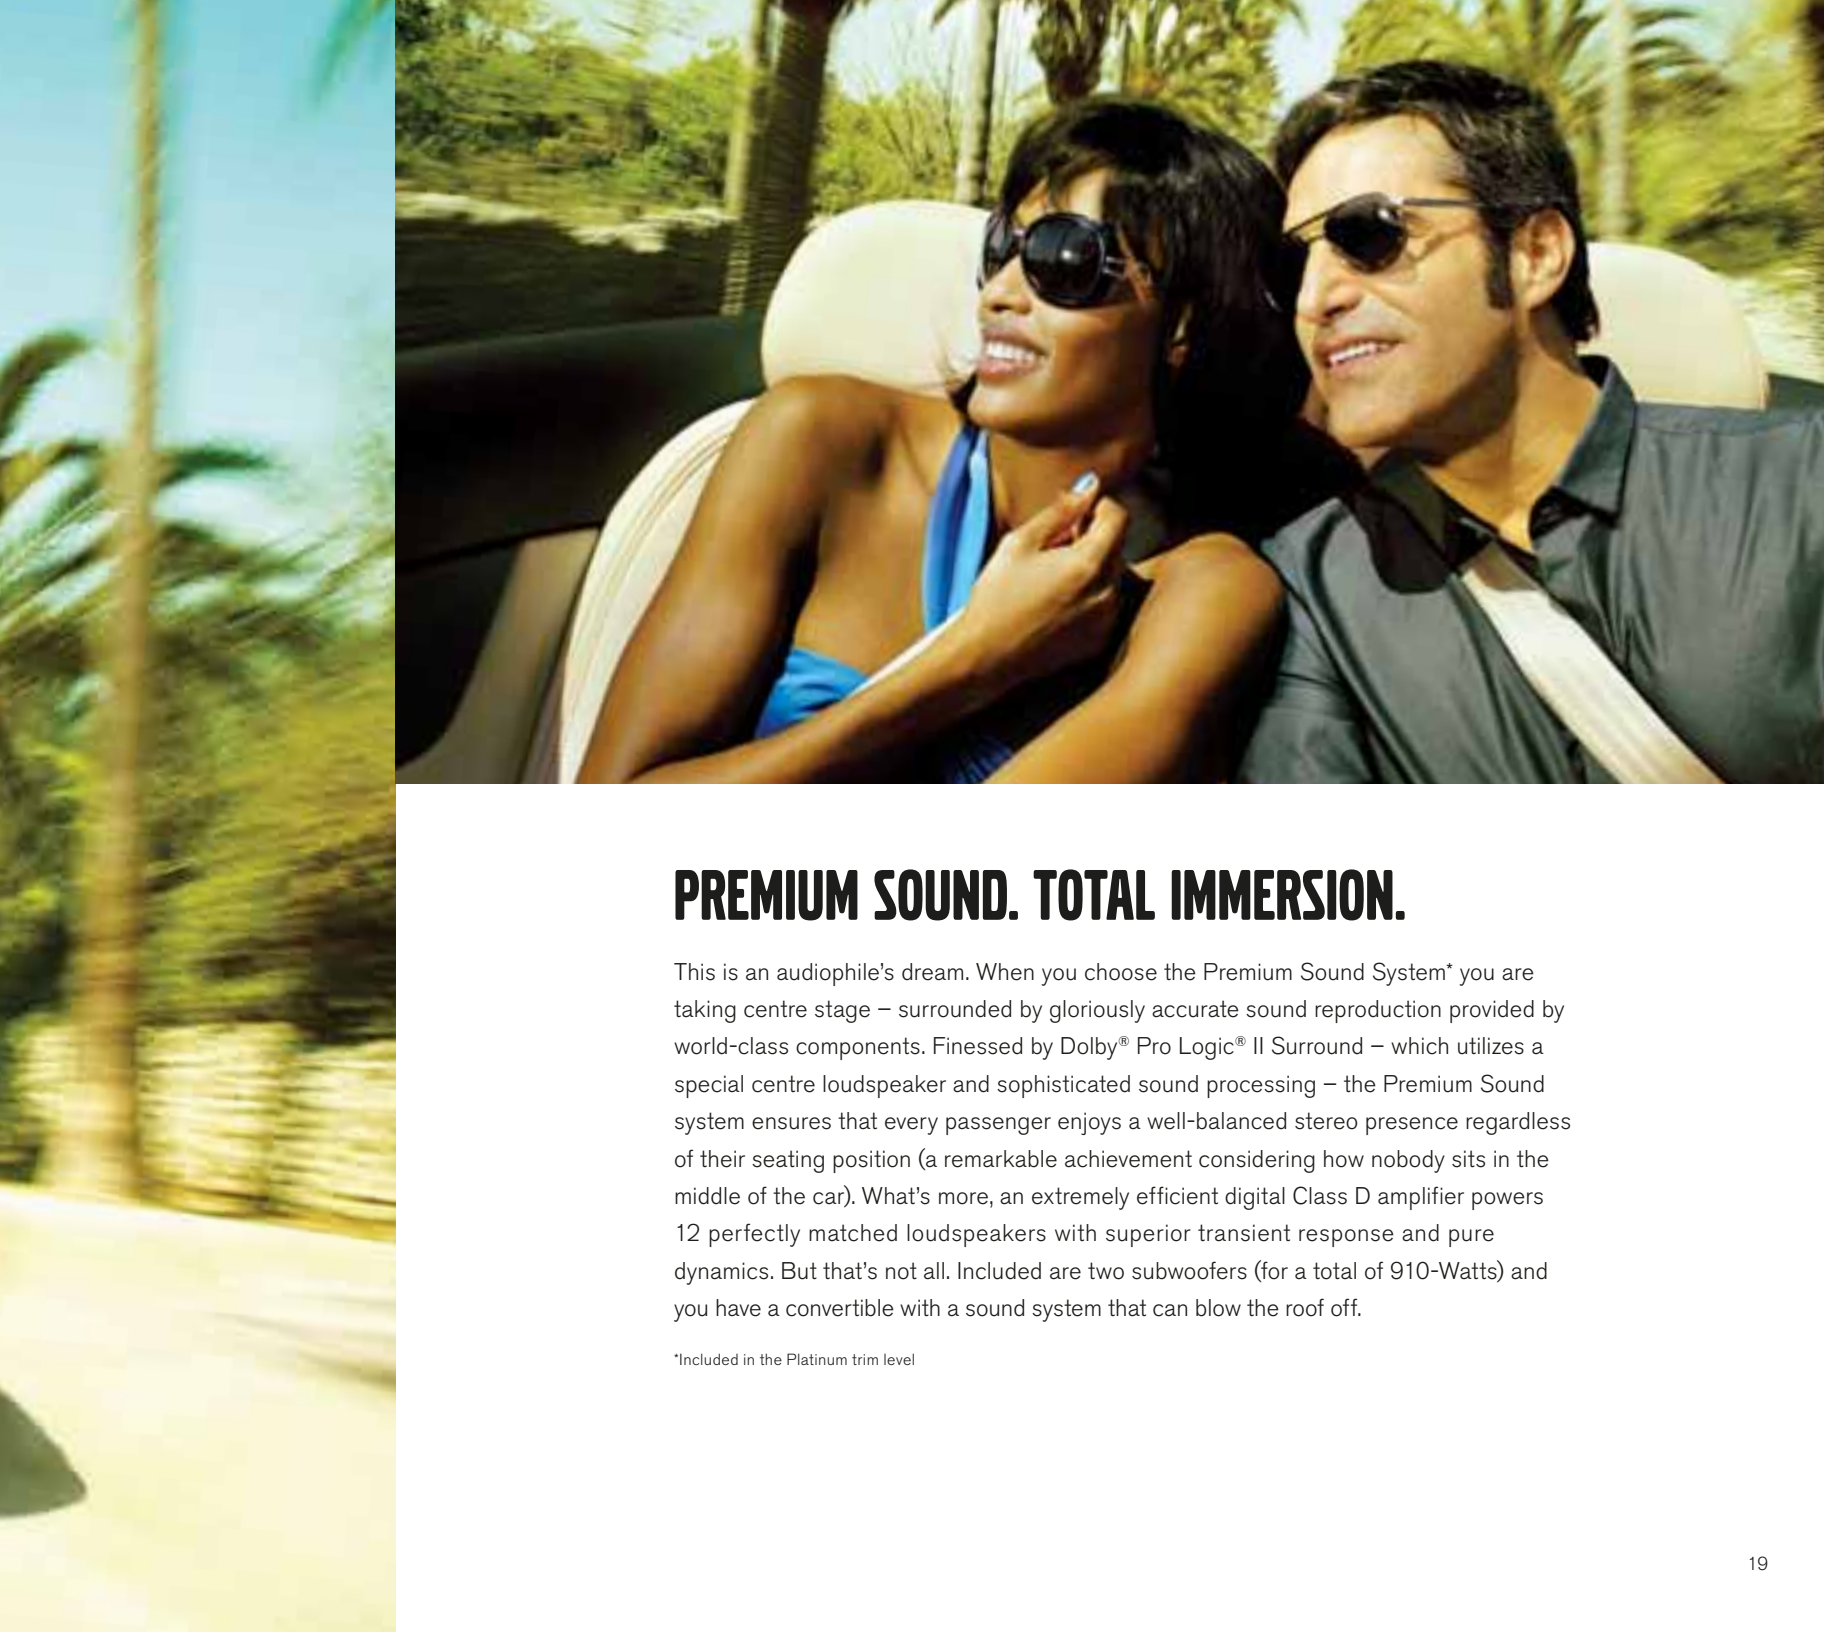 PREMIUM SOUND. TOTAL IMMERSION.
This is an audiophile's dream. When you choose the Premium Sound System* you are
taking centre stage – surrounded by gloriously accurate sound reproduction provided by
world-class components. Finessed by Dolby® Pro Logic® II Surround – which utilizes a
special centre loudspeaker and sophisticated sound processing – the Premium Sound
system ensures that every passenger enjoys a well-balanced stereo presence regardless
of their seating position (a remarkable achievement considering how nobody sits in the
middle of the car). What's more, an extremely efficient digital Class D amplifier powers
12 perfectly matched loudspeakers with superior transient response and pure
dynamics. But that's not all. Included are two subwoofers (for a total of 910-Watts) and
you have a convertible with a sound system that can blow the roof off.
*Included in the Platinum trim level
19